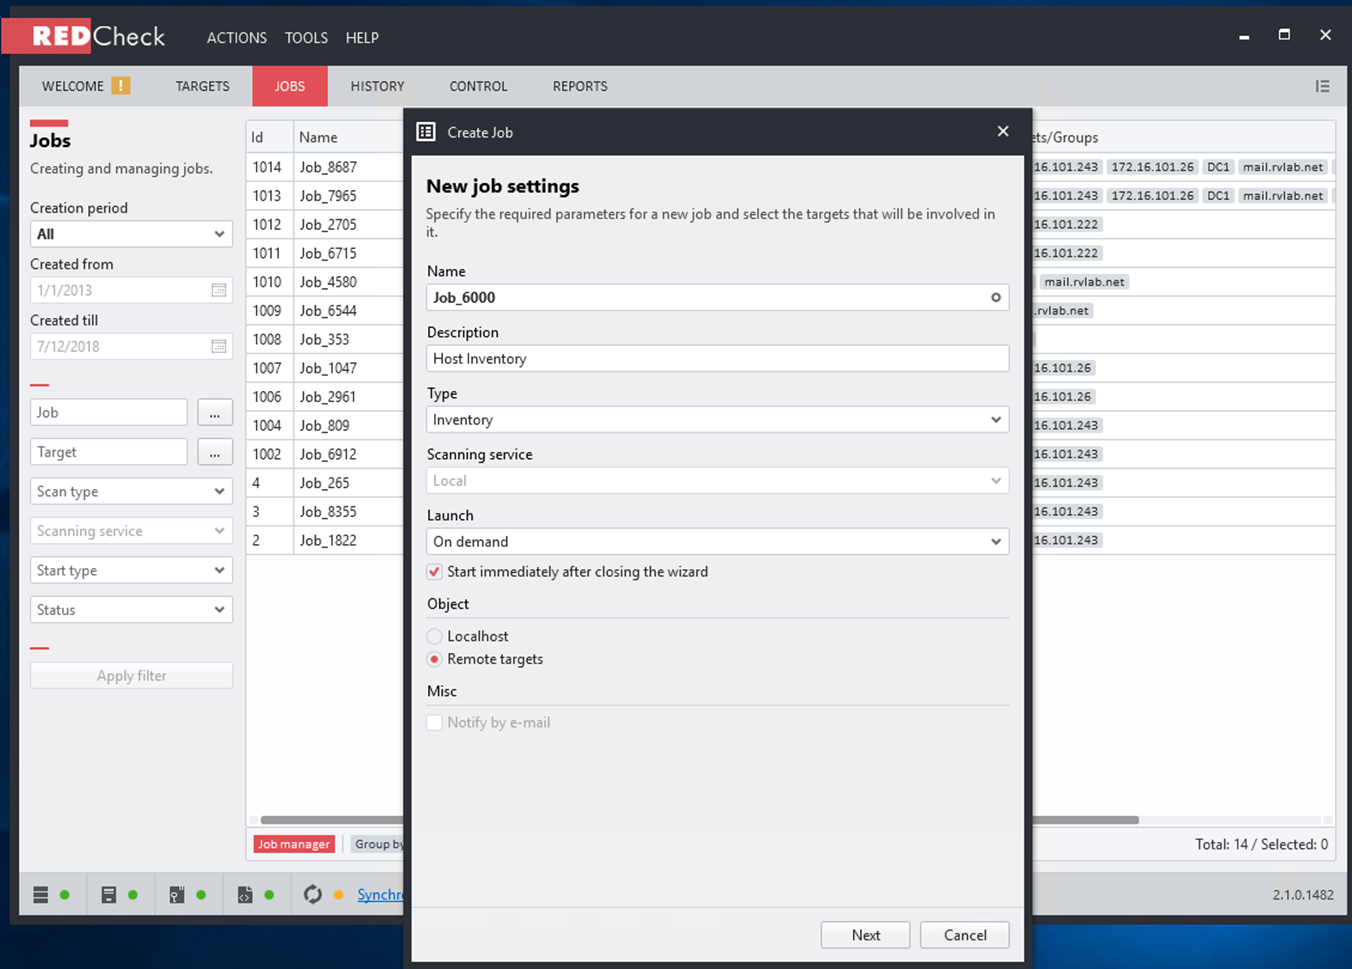 REDCheck ACTIONS TOOLS HELP
WELCOME ! TARGETS JOBS HISTORY CONTROL REPORTS
Jobs
Creating and managing jobs.
Creation period
All
Created from
1/1/2013
Created till
7/12/2018
Job ...
Target ...
Scan type
Scanning service
Start type
Status
Apply filter
Id Name ets/Groups
1014 Job_8687 16.101.243 172.16.101.26 DC1 mail.rvlab.net
1013 Job_7965 16.101.243 172.16.101.26 DC1 mail.rvlab.net
1012 Job_2705 16.101.222
1011 Job_6715 16.101.222
1010 Job_4580 mail.rvlab.net
1009 Job_6544 .rvlab.net
1008 Job_353
1007 Job_1047 16.101.26
1006 Job_2961 16.101.26
1004 Job_809 16.101.243
1002 Job_6912 16.101.243
4 Job_265 16.101.243
3 Job_8355 16.101.243
2 Job_1822 16.101.243
Job manager Group by Total: 14 / Selected: 0
Synchro 2.1.0.1482
Create Job
New job settings
Specify the required parameters for a new job and select the targets that will be involved in
it.
Name
Job_6000
Description
Host Inventory
Type
Inventory
Scanning service
Local
Launch
On demand
Start immediately after closing the wizard
Object
Localhost
Remote targets
Misc
Notify by e-mail
Next Cancel